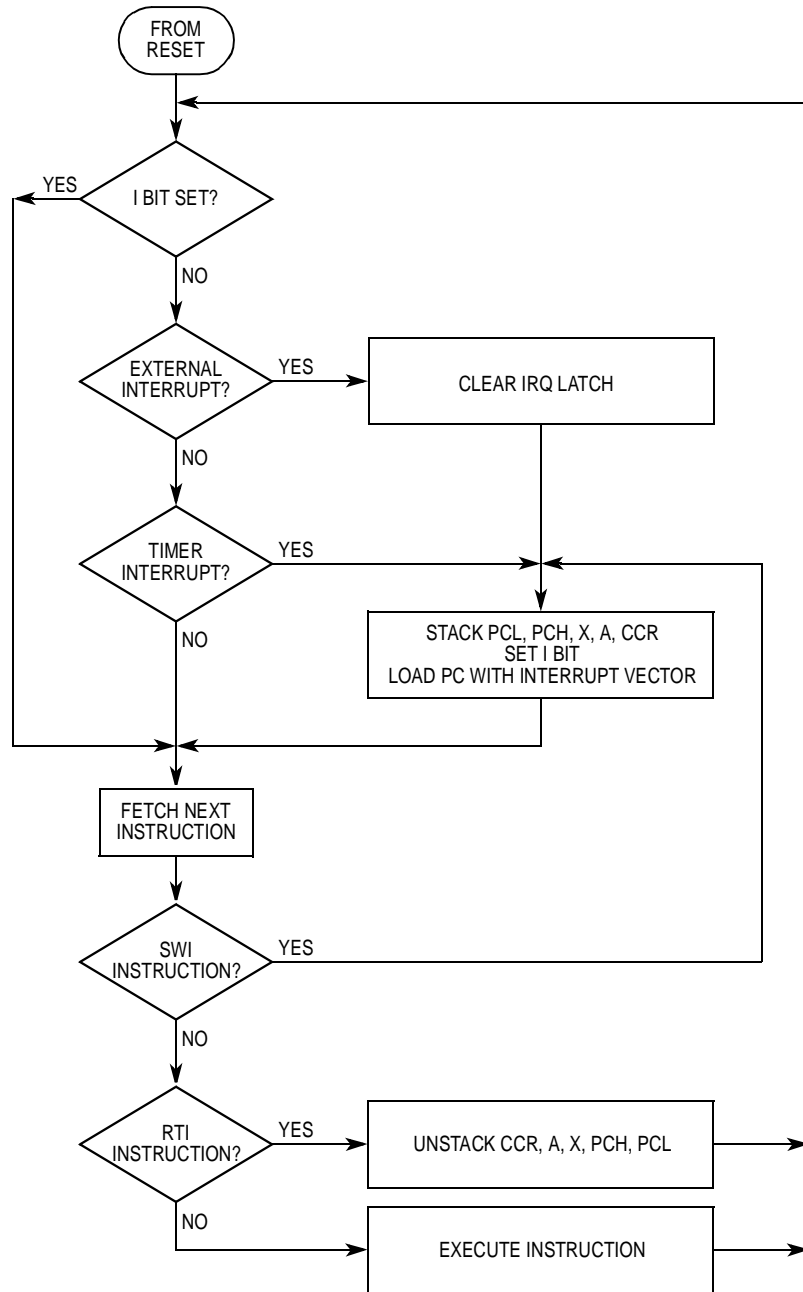 FROM
RESET
YES
I BIT SET?
NO
EXTERNAL
INTERRUPT?
YES
CLEAR IRQ LATCH
NO
TIMER
INTERRUPT?
YES
NO
STACK PCL, PCH, X, A, CCR
SET I BIT
LOAD PC WITH INTERRUPT VECTOR
FETCH NEXT
INSTRUCTION
SWI
INSTRUCTION?
YES
NO
RTI
INSTRUCTION?
YES
UNSTACK CCR, A, X, PCH, PCL
NO
EXECUTE INSTRUCTION